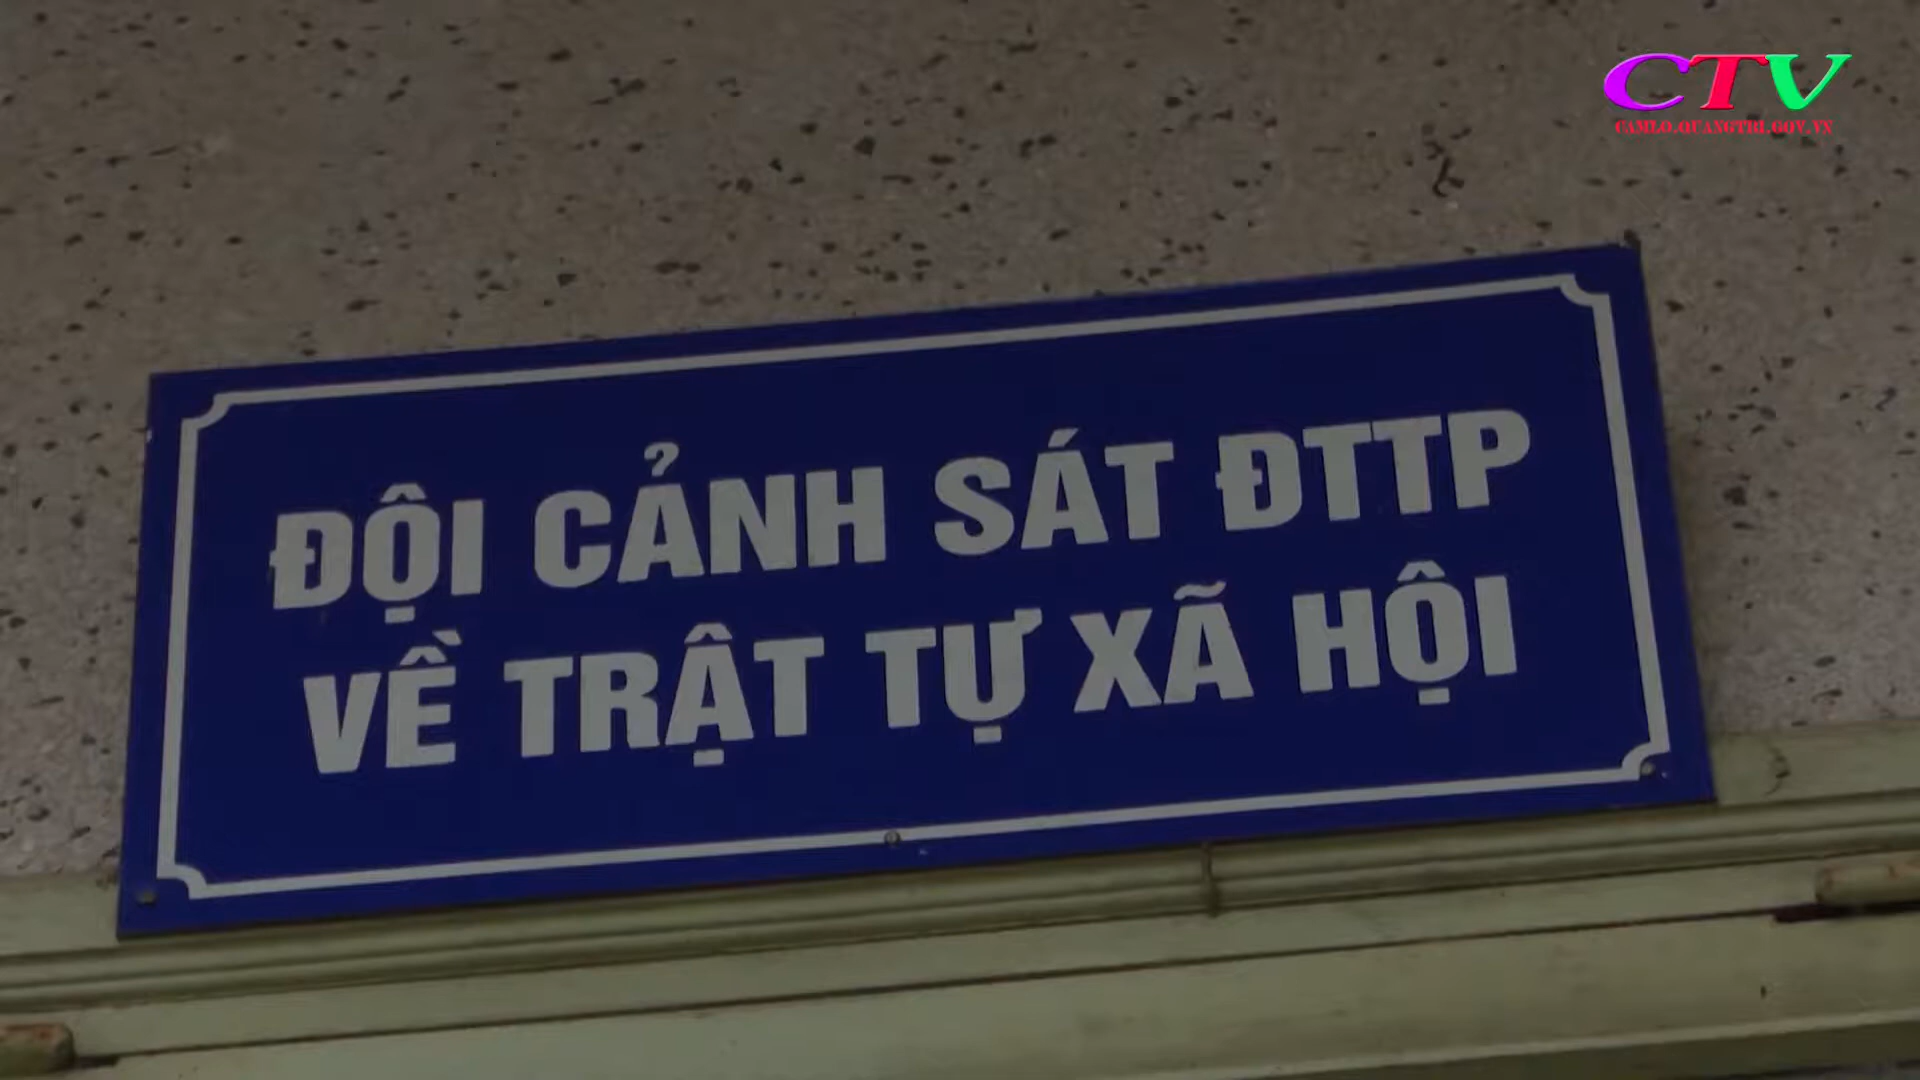 CTV
CAMLO.QUANGTRI.GOV.VN
ĐỘI CẢNH SÁT ĐTTP
VỀ TRẬT TỰ XÃ HỘI